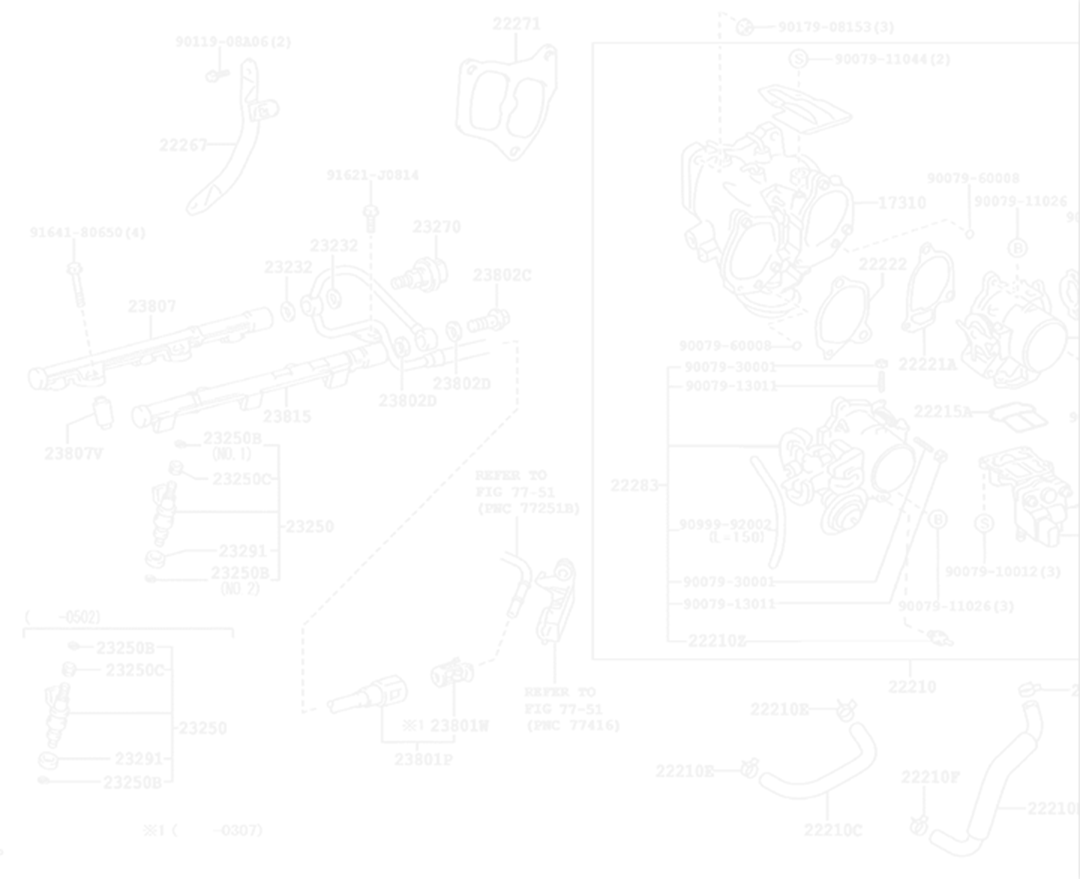 22271
90179-08153(3)
90119-08A06(2)
90079-11044(2)
22267
91621-J0814
90079-6000B
90079-11026
17310
91641-80650(4)
23232
23270
23232
23802C
22222
23807
90079-60008
22221A
90079-30001
90079-13011
23802D
23802D
23815
22215A
23807V
23250B
(NO.1)
23250C
REFER TO
FIG 77-51
(PNC 77251B)
22283
23250
90999-92002
(L=150)
23291
23250B
(NO.2)
90079-10012(3)
90079-30001
90079-13011
90079-11026(3)
( -0502)
23250B
22210Z
23250C
22210
REFER TO
FIG 77-51
(PNC 77416)
22210E
23250
※1 23801W
23291
23801P
22210E
22210F
23250B
22210C
※1 ( -0307)
S
B
B
S